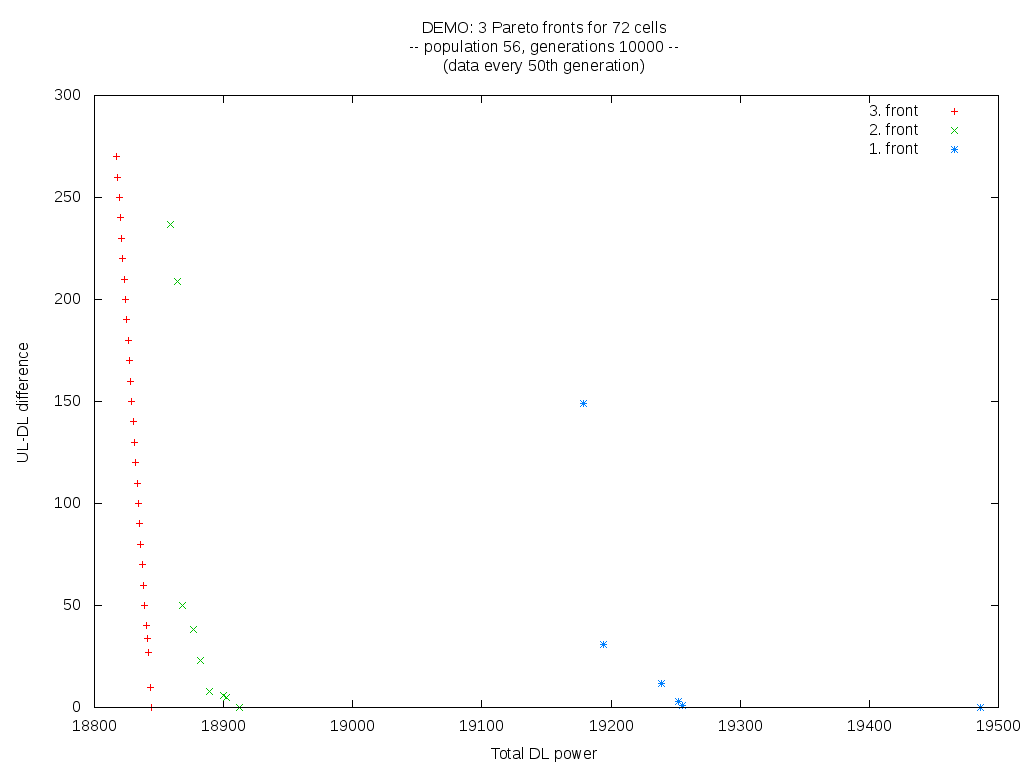 DEMO: 3 Pareto fronts for 72 cells
-- population 56, generations 10000 --
(data every 50th generation)
300
250
200
150
100
50
0
UL-DL difference
3. front
2. front
1. front
18800 18900 19000 19100 19200 19300 19400 19500
Total DL power